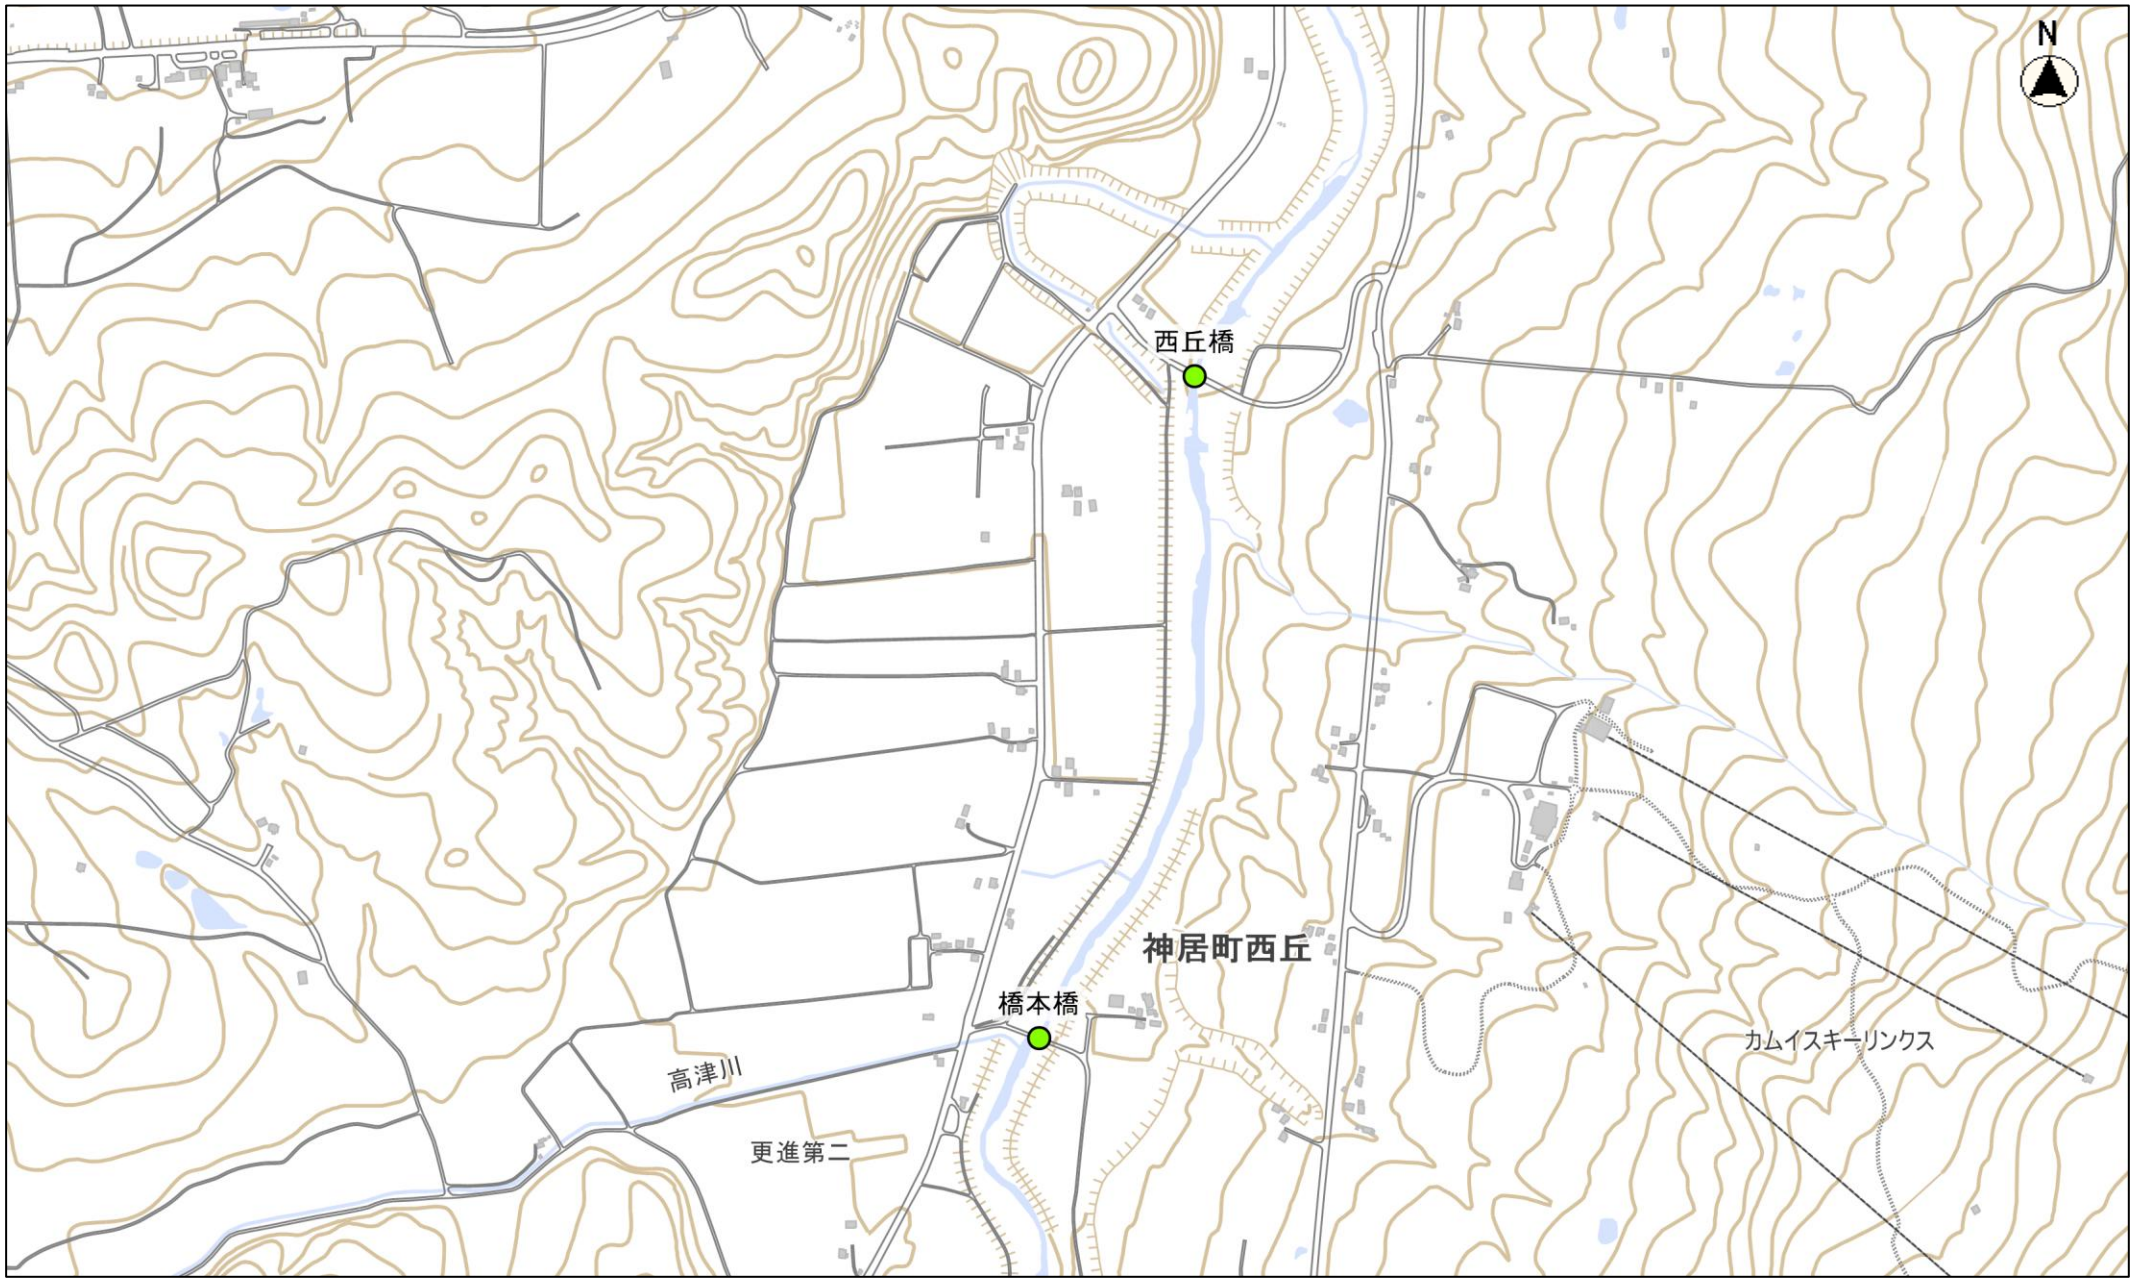 N
西丘橋
神居町西丘
橋本橋
カムイスキーリンクス
高津川
更進第二